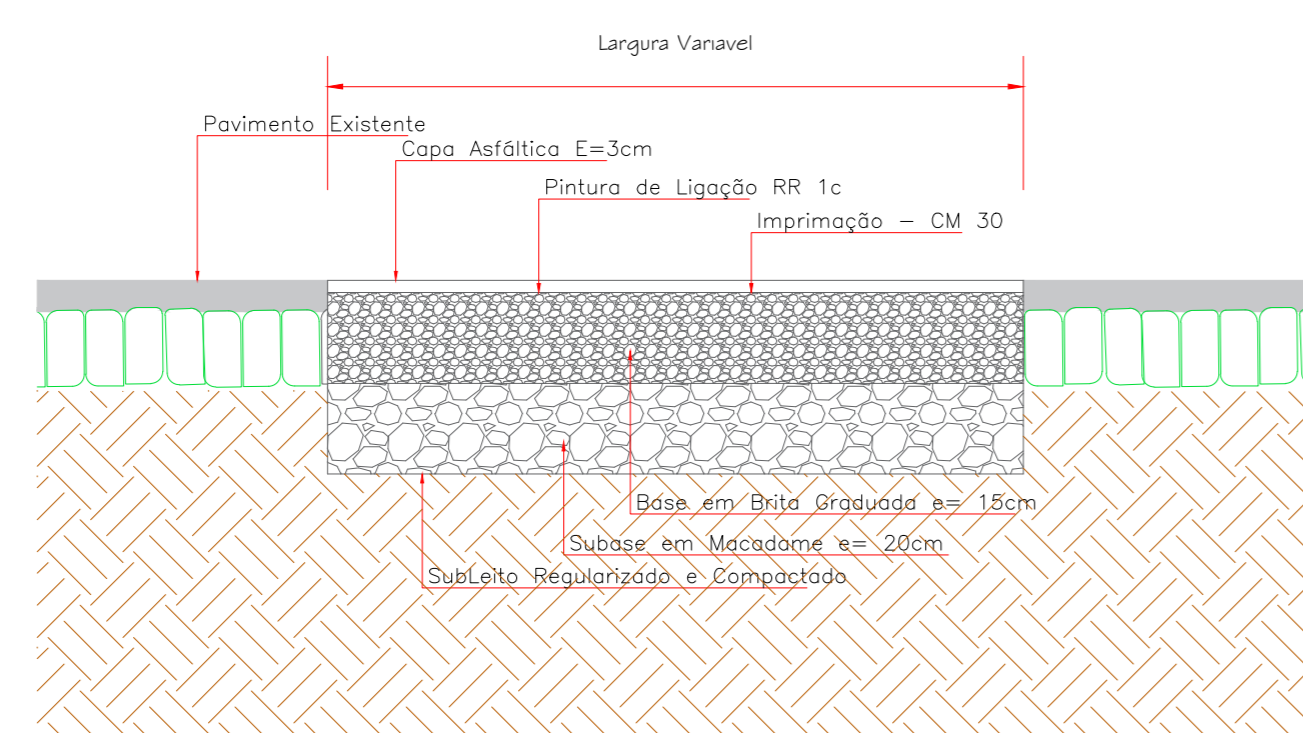 Largura Variavel
Pavimento Existente
Capa Asfáltica E=3cm
Pintura de Ligação RR 1c
Imprimação - CM 30
Base em Brita Graduada e= 15cm
Subase em Macadame e= 20cm
SubLeito Regularizado e Compactado